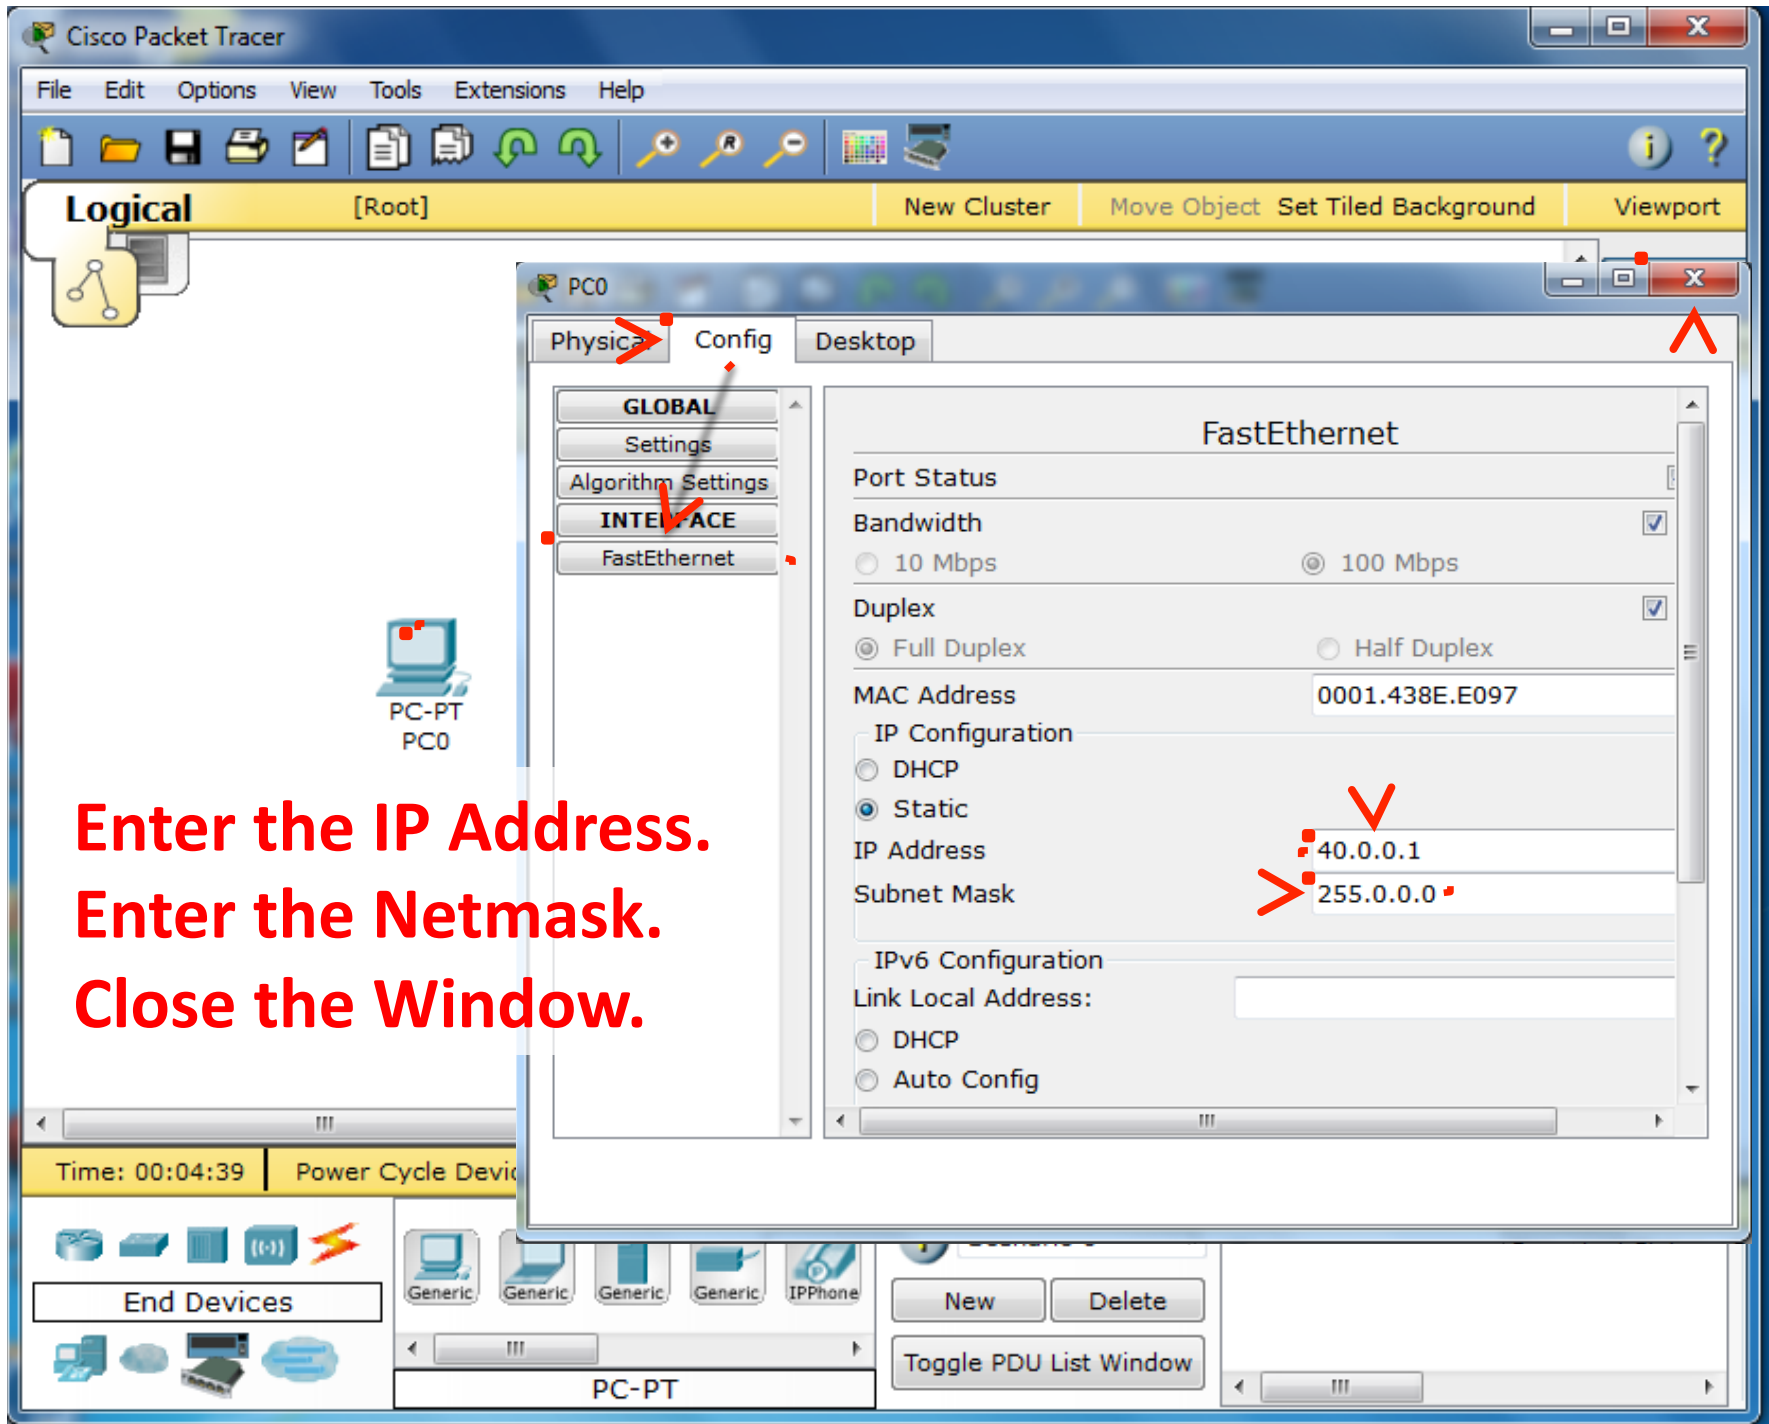 Cisco Packet Tracer
File Edit Options View Tools Extensions Help
Logical [Root] New Cluster Move Object Set Tiled Background Viewport
PC0
Physical Config Desktop
GLOBAL
Settings
Algorithm Settings
INTERFACE
FastEthernet
FastEthernet
Port Status
Bandwidth
10 Mbps 100 Mbps
Duplex
Full Duplex Half Duplex
MAC Address 0001.438E.E097
IP Configuration
DHCP
Static
IP Address 40.0.0.1
Subnet Mask 255.0.0.0
IPv6 Configuration
Link Local Address:
DHCP
Auto Config
PC-PT
PC0
Enter the IP Address.
Enter the Netmask.
Close the Window.
Time: 00:04:39 Power Cycle Devic
End Devices
Generic Generic Generic Generic IPPhone
PC-PT
New Delete
Toggle PDU List Window